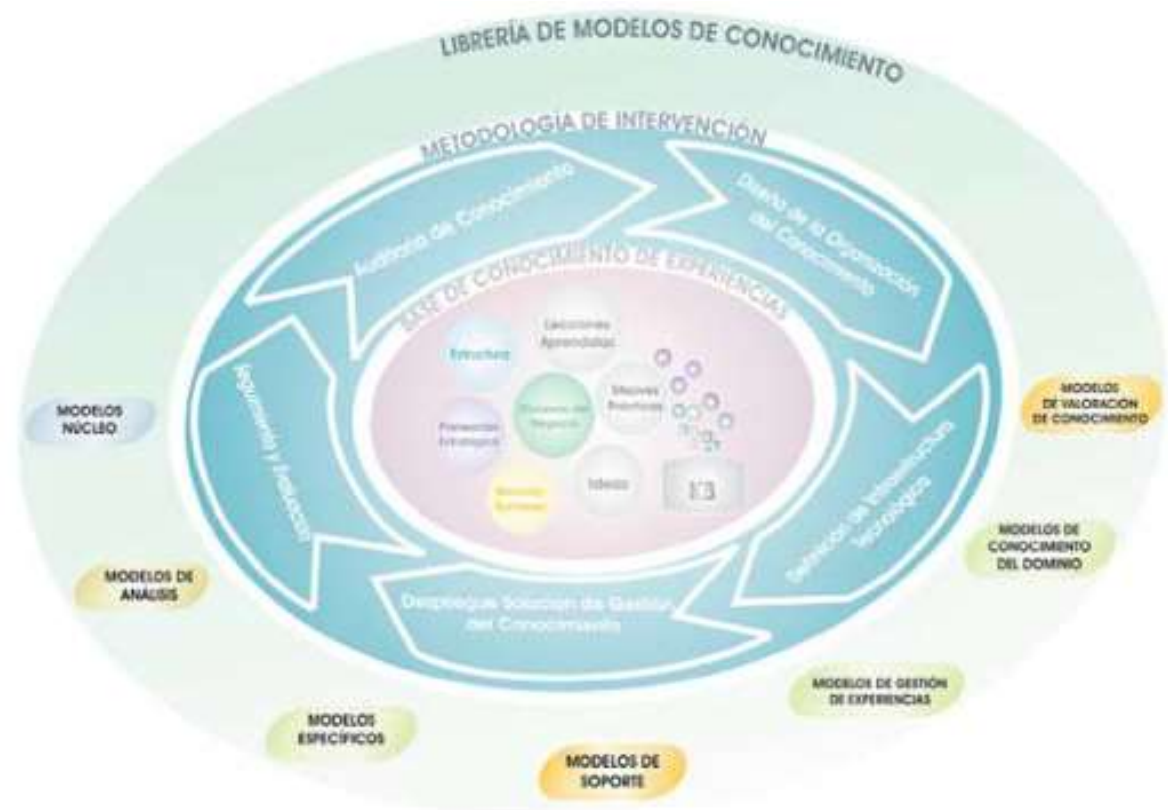 LIBRERÍA DE MODELOS DE CONOCIMIENTO
METODOLOGÍA DE INTERVENCIÓN
Auditoría de Conocimiento
Diseño de la Organización
del Conocimiento
BASE DE CONOCIMIENTO DE EXPERIENCIAS
Lecciones
Aprendidas
Estructura
Mejores
Prácticas
Negocio
Ideas
Seguimiento y Evaluación
Definición de Infraestructura
Tecnológica
Despliegue Solución de Gestión
del Conocimiento
MODELOS
NÚCLEO
MODELOS
DE VALORACIÓN
DE CONOCIMIENTO
MODELOS DE
CONOCIMIENTO
DEL DOMINIO
MODELOS DE
ANÁLISIS
MODELOS DE GESTIÓN
DE EXPERIENCIAS
MODELOS
ESPECÍFICOS
MODELOS DE
SOPORTE